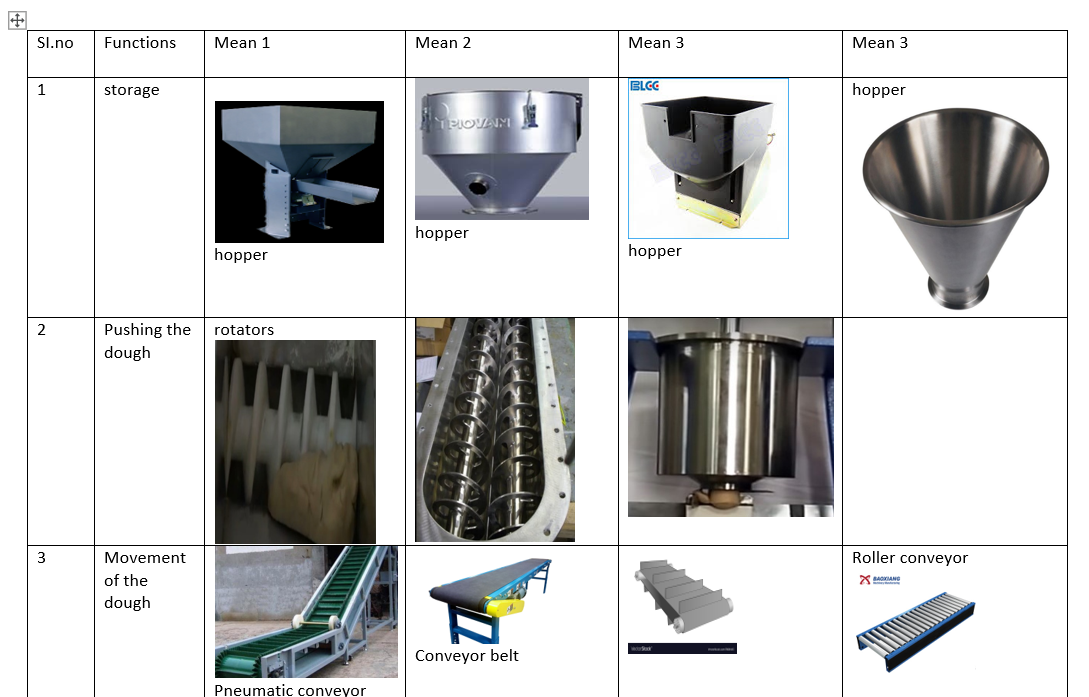 Sl.no Functions Mean 1 Mean 2 Mean 3 Mean 3
1 storage hopper
BLGG
PIOVAN
hopper
hopper
hopper
2 Pushing the dough rotators
3 Movement of the dough Roller conveyor
BAOXIANG
Conveyor belt
Pneumatic conveyor